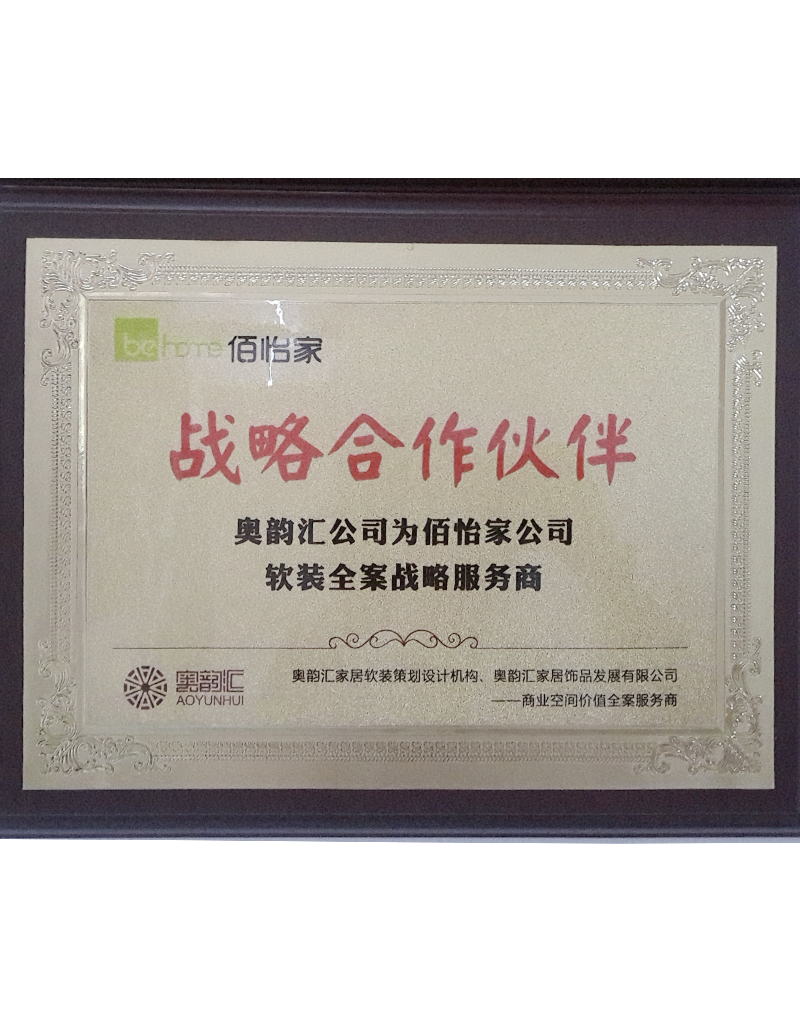 be home 佰怡家
战略合作伙伴
奥韵汇公司为佰怡家公司
软装全案战略服务商
奥韵汇
AOYUNHUI
奥韵汇家居软装策划设计机构、奥韵汇家居饰品发展有限公司
——商业空间价值全案服务商